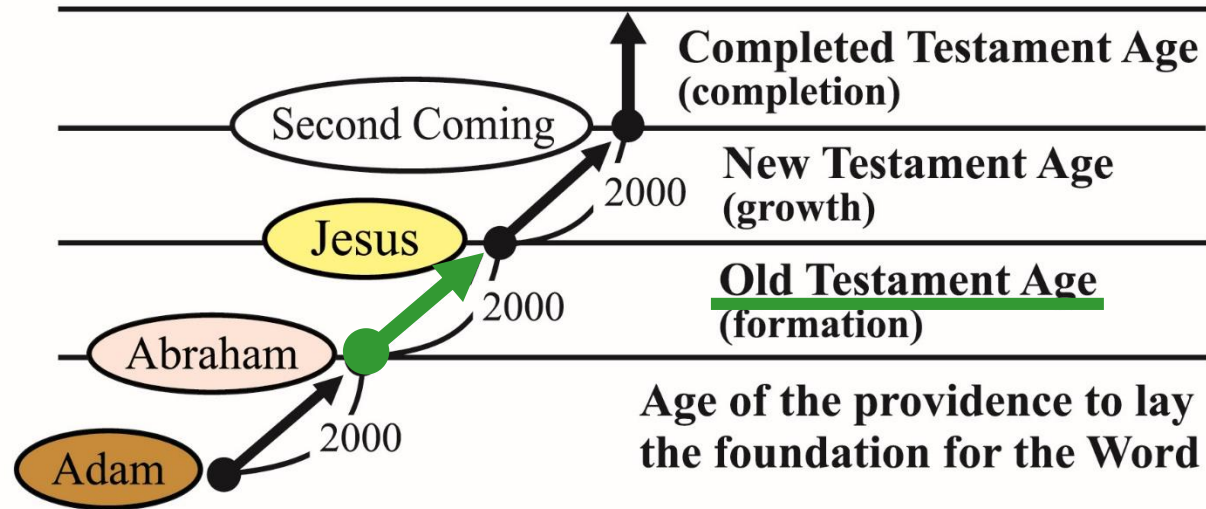 Completed Testament Age
(completion)
Second Coming
New Testament Age
(growth)
2000
Jesus
Old Testament Age
(formation)
2000
Abraham
Age of the providence to lay
the foundation for the Word
2000
Adam